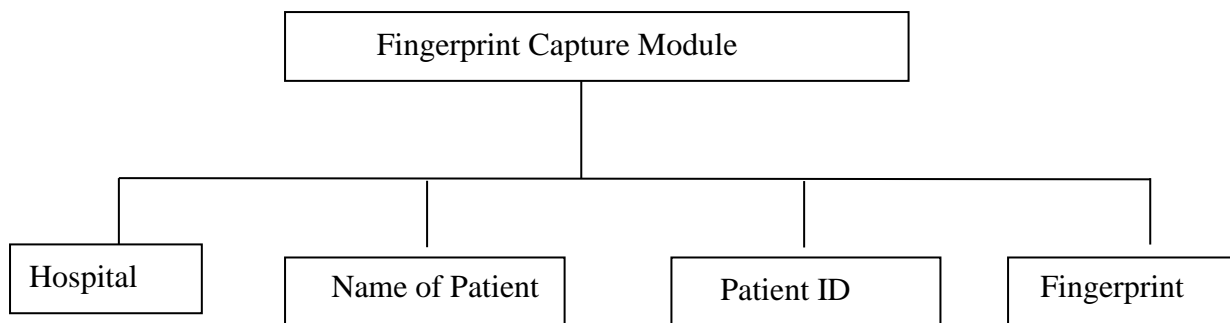 Fingerprint Capture Module
Hospital
Name of Patient
Patient ID
Fingerprint